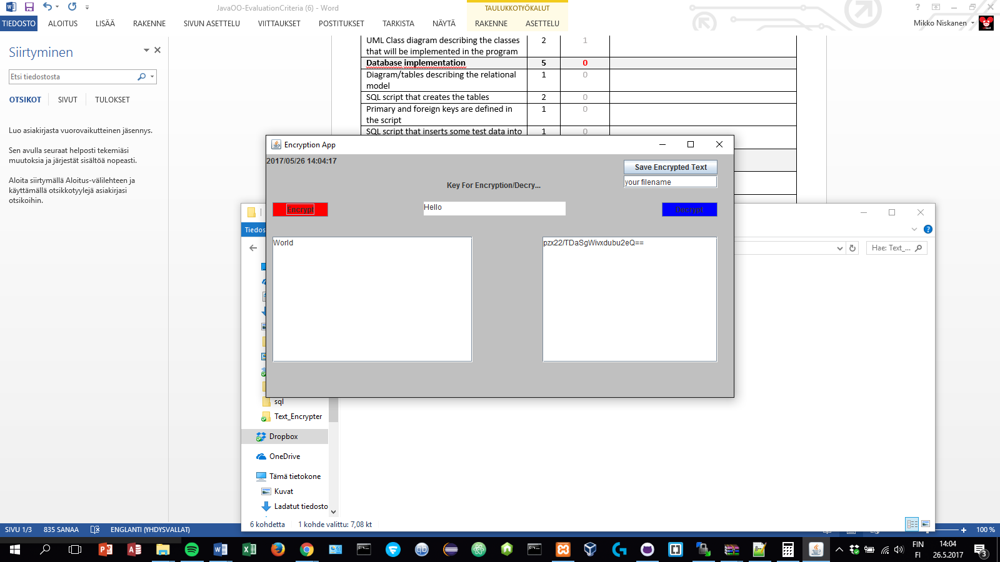 JavaOO-EvaluationCriteria (6) - Word
TAULUKKOTYÖKALUT
TIEDOSTO ALOITUS LISÄÄ RAKENNE SIVUN ASETTELU VIITTAUKSET POSTITUKSET TARKISTA NÄYTÄ RAKENNE ASETTELU
Mikko Niskanen
Siirtyminen
Etsi tiedostosta
OTSIKOT SIVUT TULOKSET
Luo asiakirjasta vuorovaikutteinen jäsennys.
Sen avulla seuraat helposti tekemiäsi
muutoksia ja järjestät sisältöä nopeasti.
Aloita siirtymällä Aloitus-välilehteen ja
käyttämällä otsikkotyylejä asiakirjasi
otsikoihin.
UML Class diagram describing the classes 2 1
that will be implemented in the program
Database implementation 5 0
Diagram/tables describing the relational 1 0
model
SQL script that creates the tables 2 0
Primary and foreign keys are defined in 1 0
the script
SQL script that inserts some test data into 1 0
Encryption App
2017/05/26 14:04:17
Save Encrypted Text
your filename
Key For Encryption/Decry...
Encrypt
Hello
Decrypt
World
pzx22/TDaSgWivxdubu2eQ==
Tiedos
Hae: Text_...
sql
Text_Encrypter
Dropbox
OneDrive
Tämä tietokone
Kuvat
Ladatut tiedosto
6 kohdetta 1 kohde valittu: 7,08 kt
SIVU 1/3 835 SANAA ENGLANTI (YHDYSVALLAT)
100 %
FIN
FI
14:04
26.5.2017
3